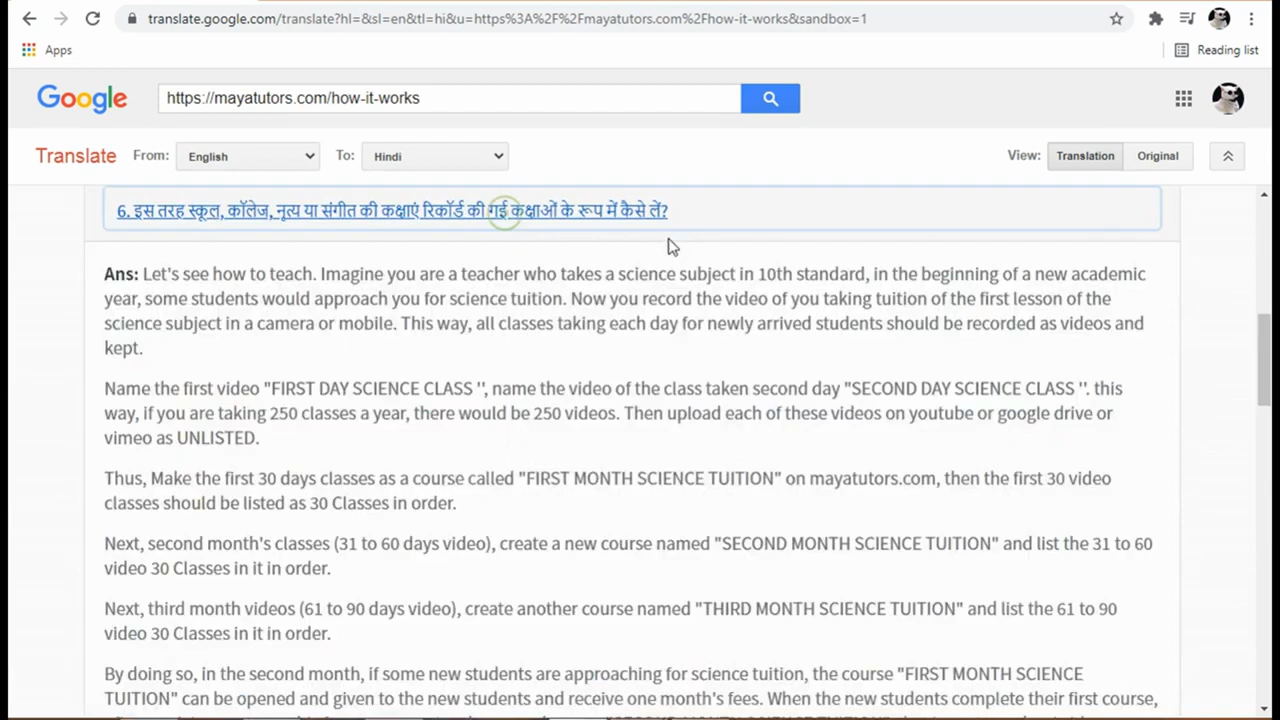 translate.google.com/translate?hl=&sl=en&tl=hi&u=https%3A%2F%2Fmayatutors.com%2Fhow-it-works&sandbox=1
Apps
Reading list
Google
https://mayatutors.com/how-it-works
Translate
From:
English
To:
Hindi
View:
Translation
Original
6. इस तरह स्कूल, कॉलेज, नृत्य या संगीत की कक्षाएं रिकॉर्ड की गई कक्षाओं के रूप में कैसे लें?
Ans: Let's see how to teach. Imagine you are a teacher who takes a science subject in 10th standard, in the beginning of a new academic
year, some students would approach you for science tuition. Now you record the video of you taking tuition of the first lesson of the
science subject in a camera or mobile. This way, all classes taking each day for newly arrived students should be recorded as videos and
kept.
Name the first video "FIRST DAY SCIENCE CLASS '', name the video of the class taken second day "SECOND DAY SCIENCE CLASS ''. this
way, if you are taking 250 classes a year, there would be 250 videos. Then upload each of these videos on youtube or google drive or
vimeo as UNLISTED.
Thus, Make the first 30 days classes as a course called "FIRST MONTH SCIENCE TUITION" on mayatutors.com, then the first 30 video
classes should be listed as 30 Classes in order.
Next, second month's classes (31 to 60 days video), create a new course named "SECOND MONTH SCIENCE TUITION" and list the 31 to 60
video 30 Classes in it in order.
Next, third month videos (61 to 90 days video), create another course named "THIRD MONTH SCIENCE TUITION" and list the 61 to 90
video 30 Classes in it in order.
By doing so, in the second month, if some new students are approaching for science tuition, the course "FIRST MONTH SCIENCE
TUITION" can be opened and given to the new students and receive one month's fees. When the new students complete their first course,